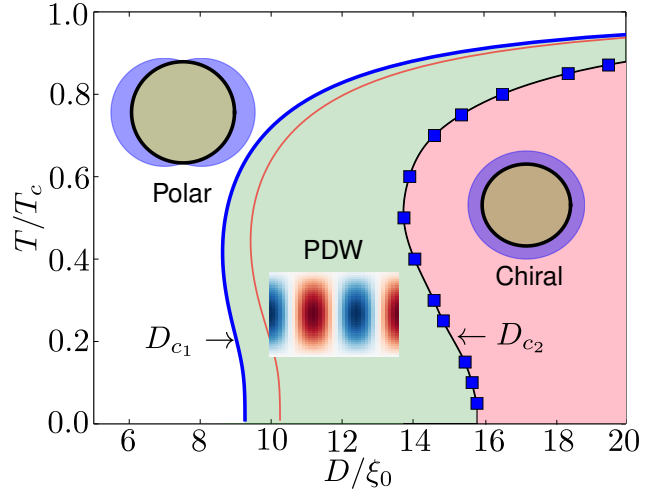 1.0
0.8
0.6
0.4
0.2
0.0
T/T_c
Polar
PDW
Chiral
D_{c_1} →
← D_{c_2}
6 8 10 12 14 16 18 20
D/ξ_0